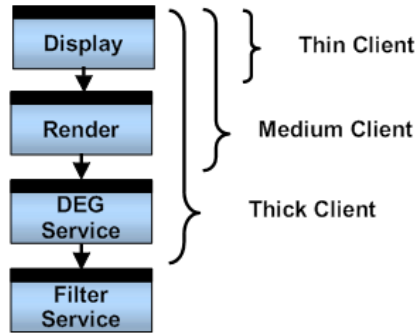 Display
Thin Client
Render
Medium Client
DEG
Service
Thick Client
Filter
Service